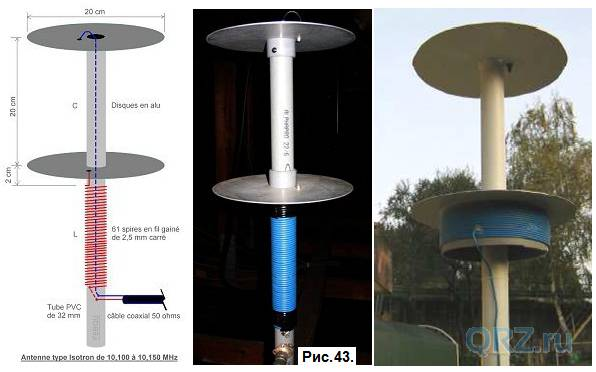 20 cm
20 cm
C
Disques en alu
2 cm
L
61 spires en fil gainé
de 2,5 mm carré
Tube PVC
de 32 mm
câble coaxial 50 ohms
Antenne type Isotron de 10,100 à 10,150 MHz
Рис.43.
QRZ.ru